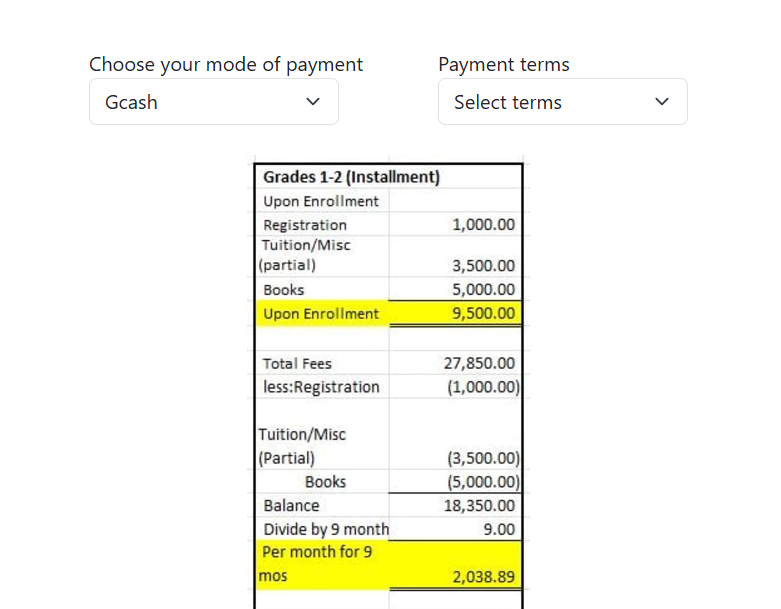 Choose your mode of payment Payment terms
Gcash Select terms
Grades 1-2 (Installment)
Upon Enrollment
Registration 1,000.00
Tuition/Misc
(partial) 3,500.00
Books 5,000.00
Upon Enrollment 9,500.00
Total Fees 27,850.00
less:Registration (1,000.00)
Tuition/Misc
(Partial) (3,500.00)
Books (5,000.00)
Balance 18,350.00
Divide by 9 month 9.00
Per month for 9
mos 2,038.89